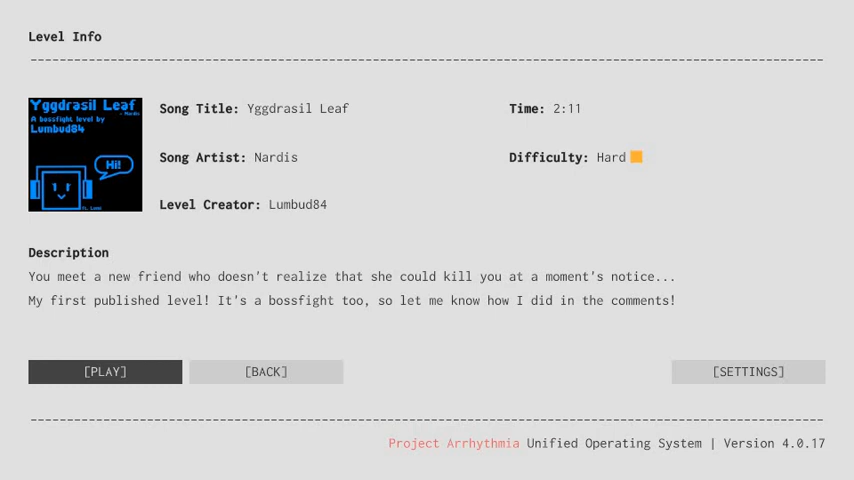 Level Info
Yggdrasil Leaf
- Nardis
A bossfight level by
Lumbud84
Hi!
Song Title: Yggdrasil Leaf
Time: 2:11
Song Artist: Nardis
Difficulty: Hard
Level Creator: Lumbud84
Description
You meet a new friend who doesn't realize that she could kill you at a moment's notice...
My first published level! It's a bossfight too, so let me know how I did in the comments!
[PLAY] [BACK] [SETTINGS]
Project Arrhythmia Unified Operating System | Version 4.0.17